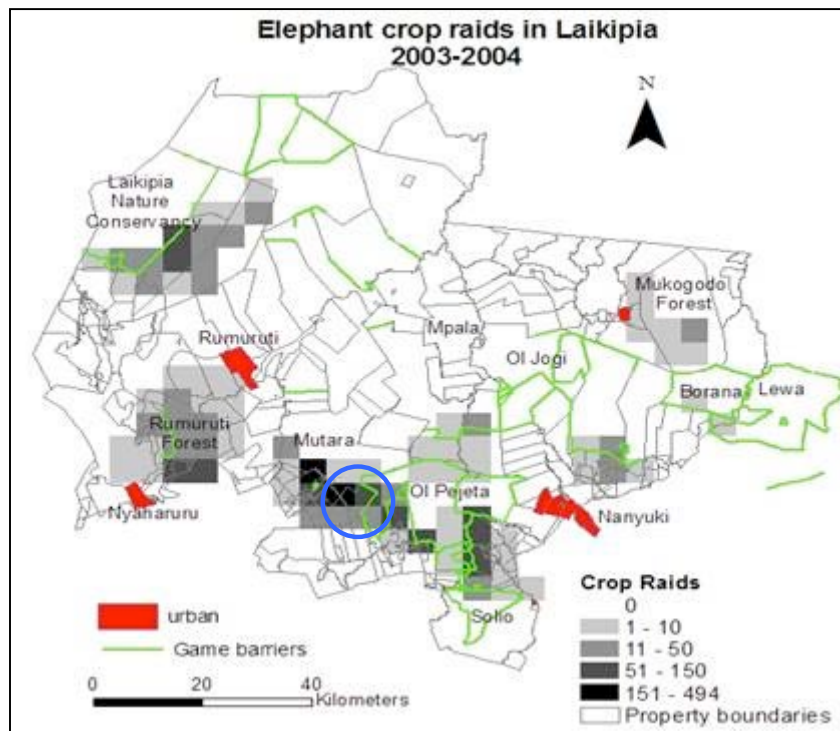 Elephant crop raids in Laikipia
2003-2004
N
Laikipia
Nature
Conservancy
Mukogodo
Forest
Rumuruti
Mpala
Ol Jogi
Borana
Lewa
Rumuruti
Forest
Mutara
Ol Pejeta
Nyahururu
Nanyuki
Solio
urban
Game barriers
0 20 40
Kilometers
Crop Raids
0
1 - 10
11 - 50
51 - 150
151 - 494
Property boundaries